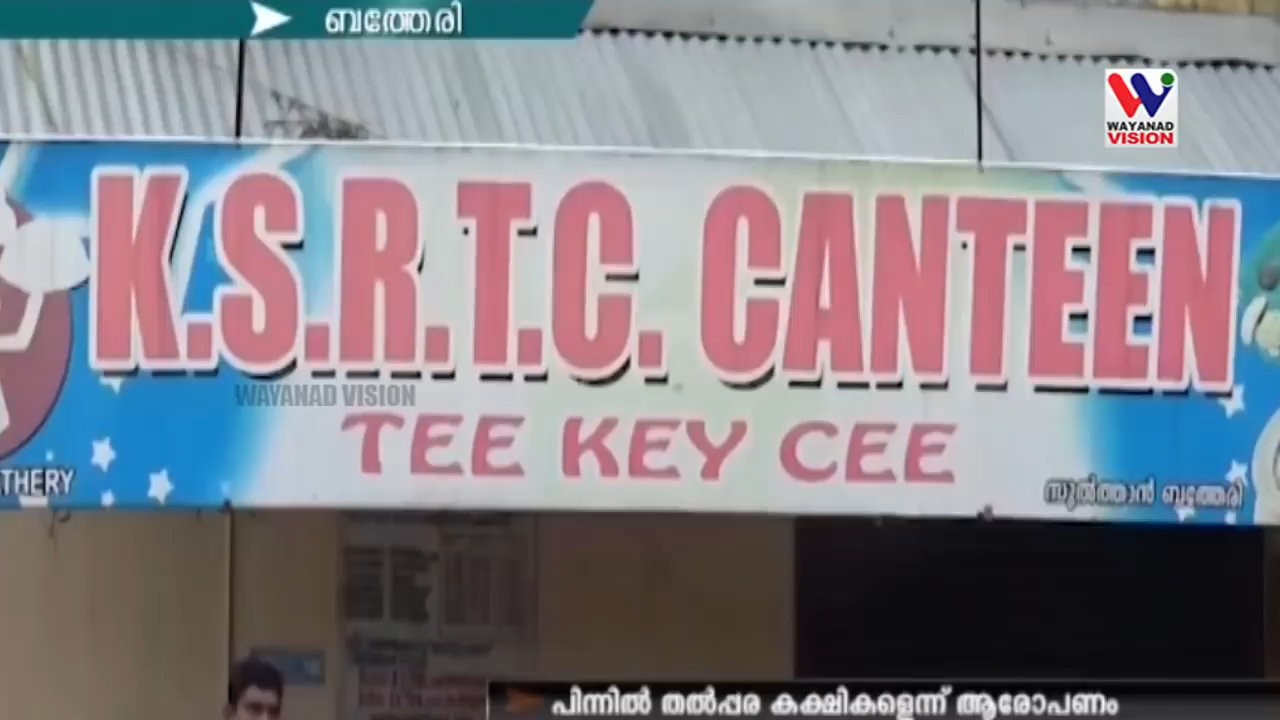 ബത്തേരി
WAYANAD
VISION
K.S.R.T.C. CANTEEN
WAYANAD VISION
TEE KEY CEE
THERY
സുൽത്താൻ ബത്തേരി
പിന്നിൽ തൽപ്പര കക്ഷികളെന്ന് ആരോപണം